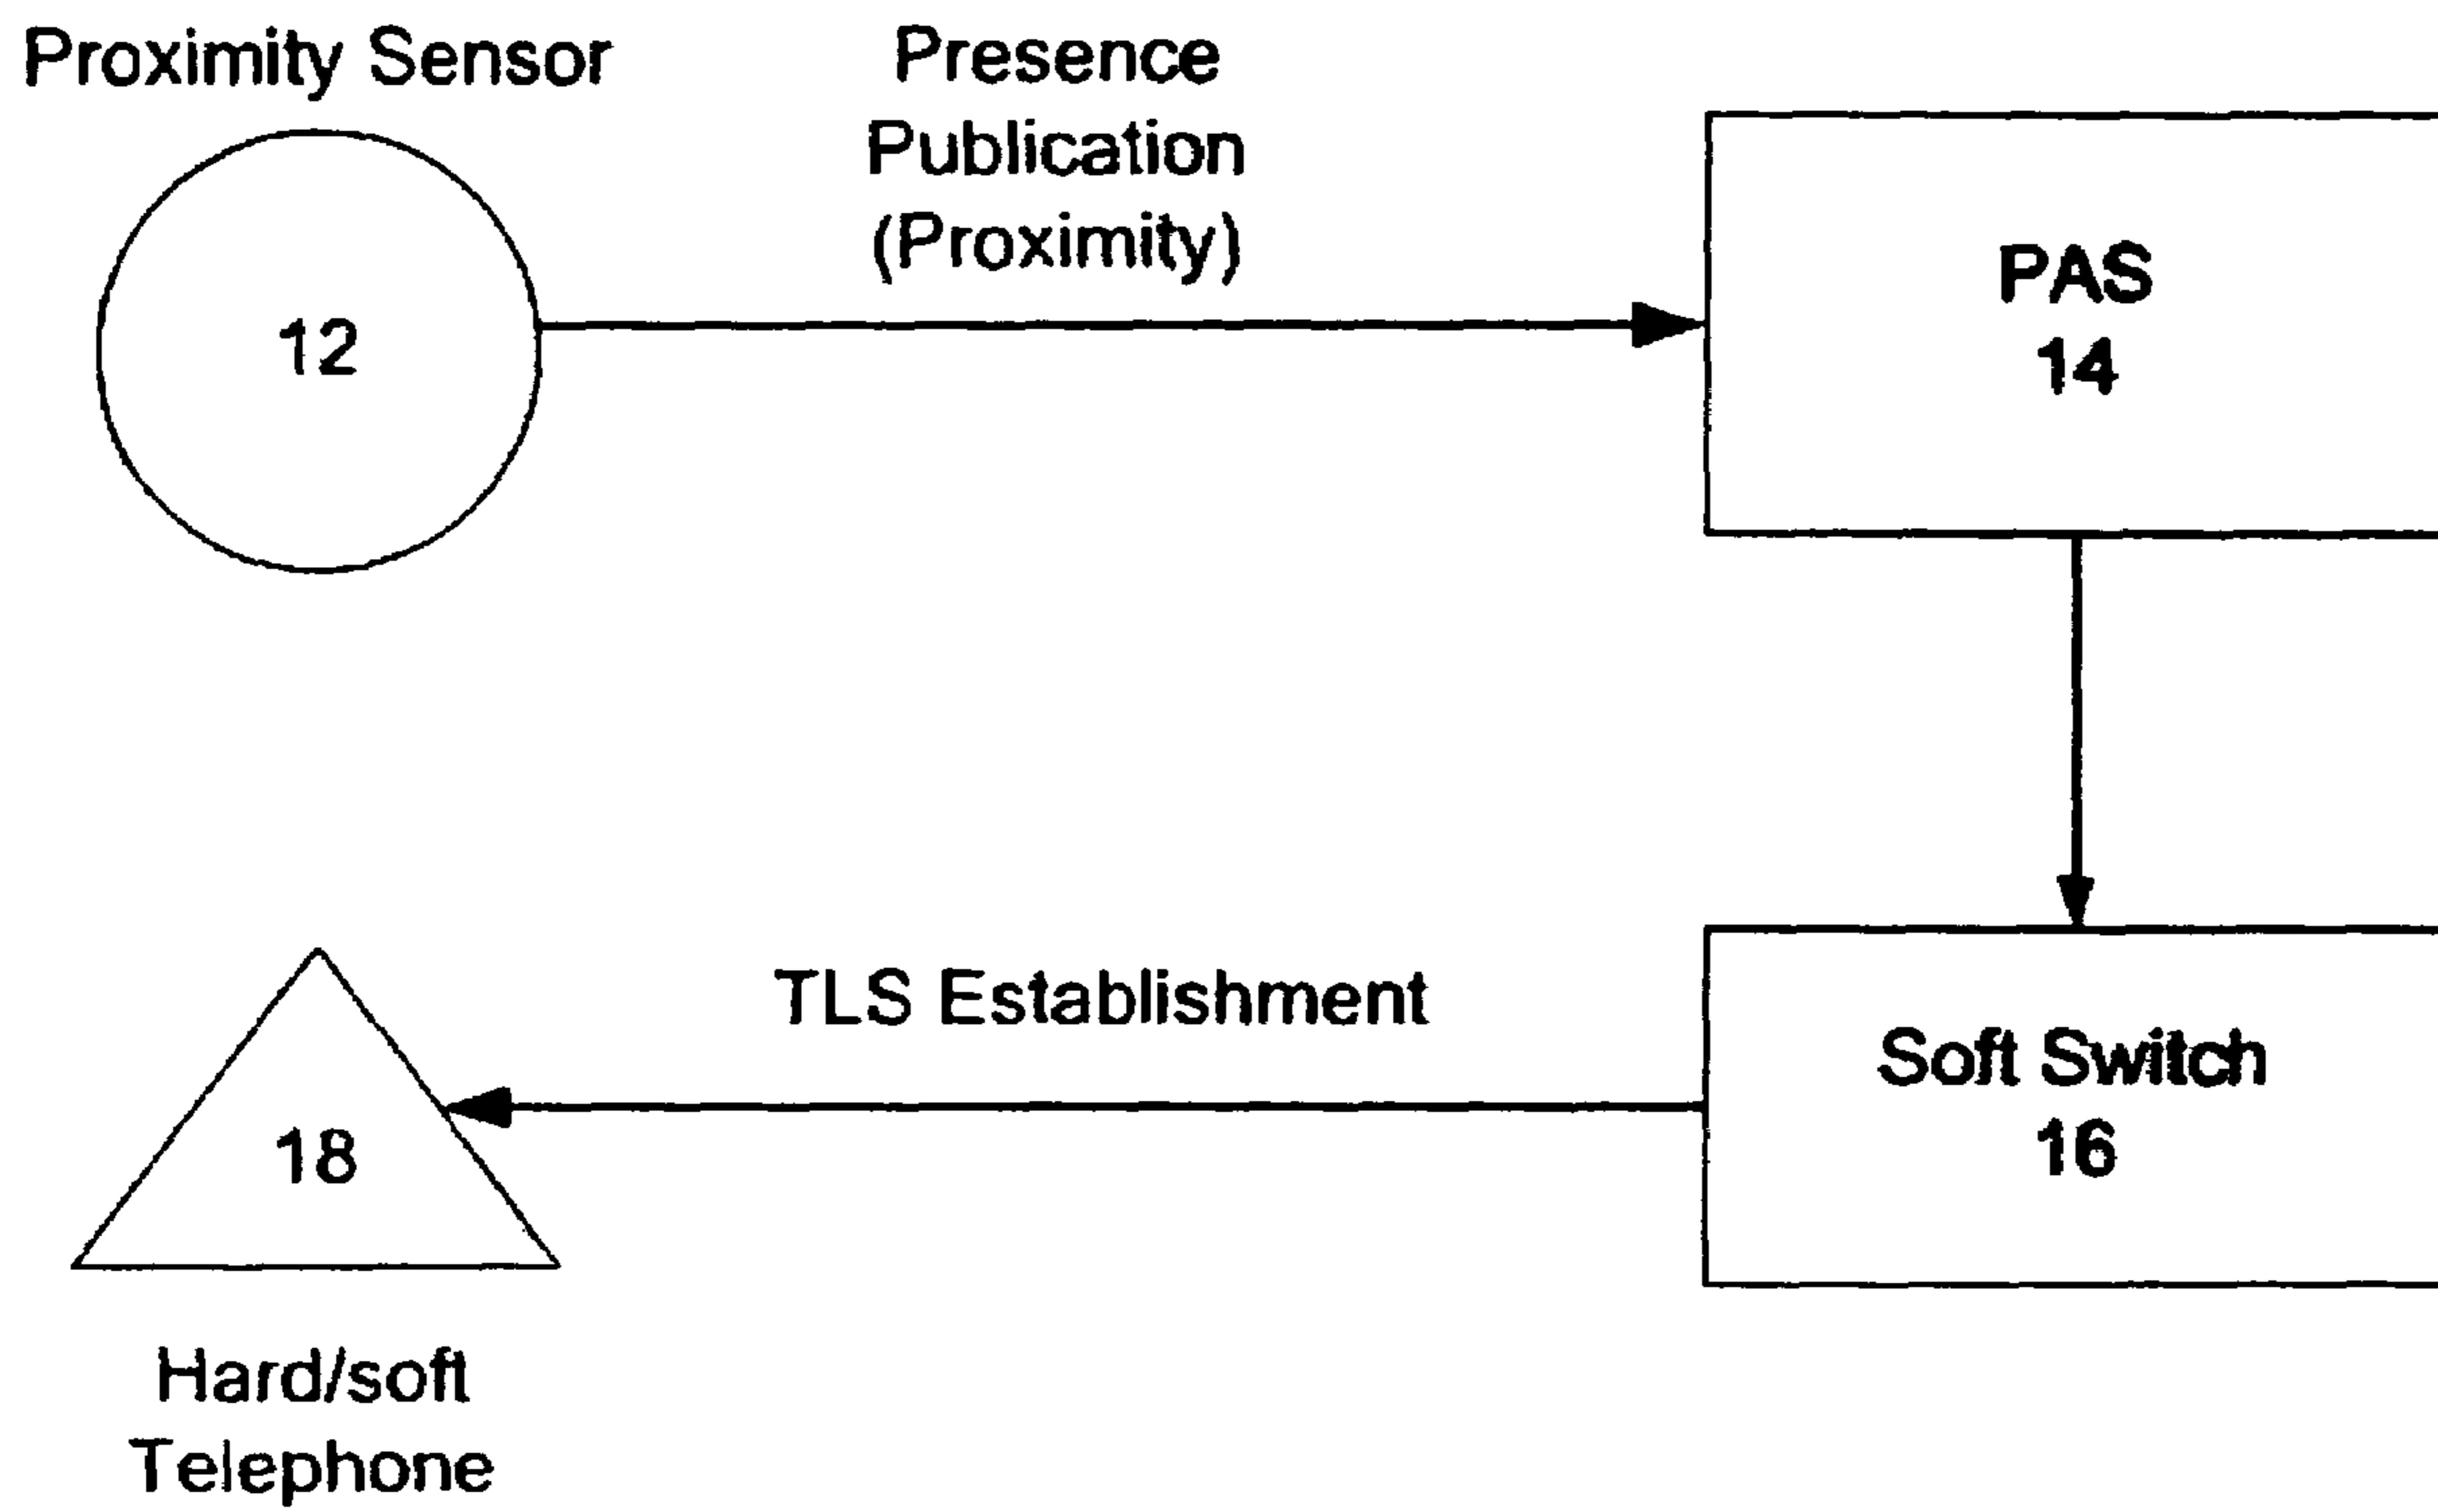 Proximity Sensor
12
Presence
Publication
(Proximity)
PAS
14
TLS Establishment
18
Hard/soft
Telephone
Soft Switch
16